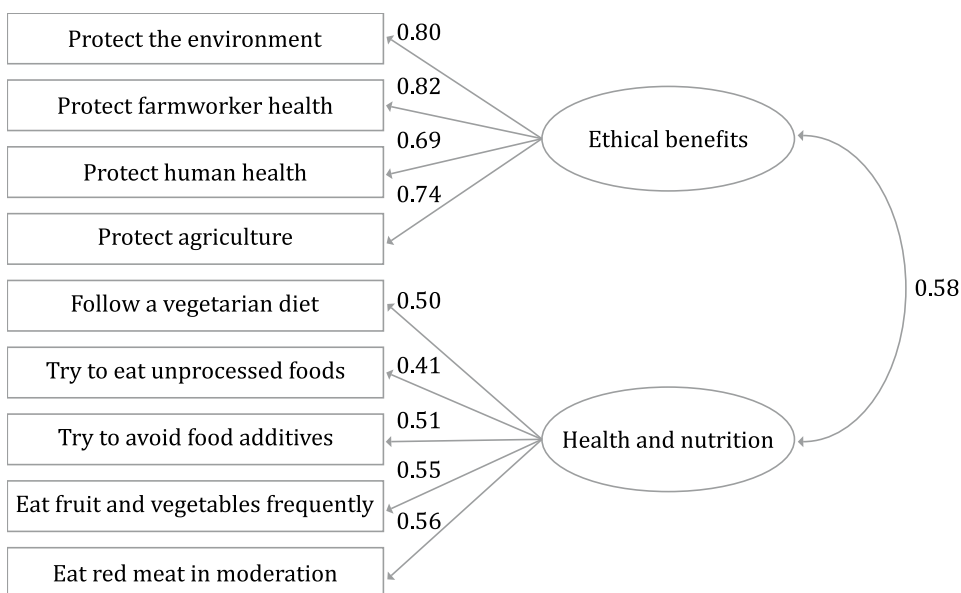 Protect the environment
0.80
Protect farmworker health
0.82
Protect human health
0.69
Protect agriculture
0.74
Ethical benefits
Follow a vegetarian diet
0.50
Try to eat unprocessed foods
0.41
Try to avoid food additives
0.51
Eat fruit and vegetables frequently
0.55
Eat red meat in moderation
0.56
Health and nutrition
0.58